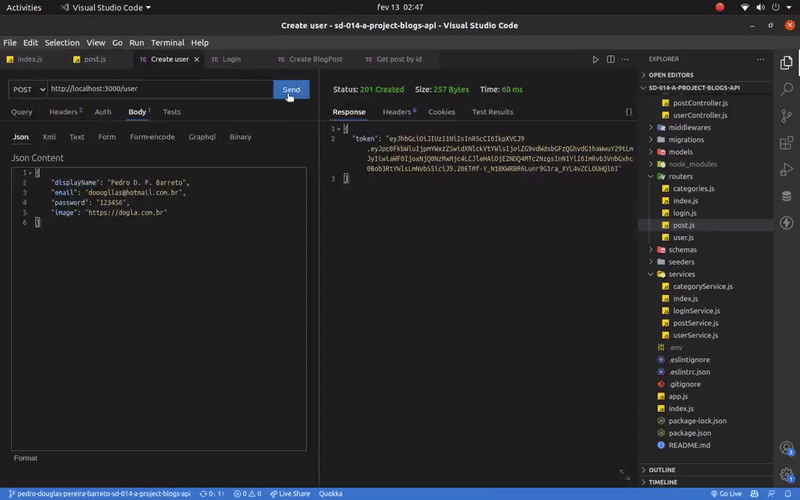 Activities
Visual Studio Code
fev 13 02:47
Create user - sd-014-a-project-blogs-api - Visual Studio Code
File Edit Selection View Go Run Terminal Help
index.js
post.js
TC Create user
TC Login
TC Create BlogPost
TC Get post by id
POST
http://localhost:3000/user
Send
Query Headers 2 Auth Body 1 Tests
Json Xml Text Form Form-encode Graphql Binary
Json Content
1 {
2 "displayName": "Pedro D. P. Barreto",
3 "email": "doougllas@hotmail.com.br",
4 "password": "123456",
5 "image": "https://dogla.com.br"
6 }
Format
Status: 201 Created Size: 257 Bytes Time: 60 ms
Response Headers 6 Cookies Test Results {}
1 {
2 "token":
3 }
EXPLORER
OPEN EDITORS
SD-014-A-PROJECT-BLOGS-API
postController.js
userController.js
middlewares
migrations
models
node_modules
routers
categories.js
index.js
login.js
post.js
user.js
schemas
seeders
services
categoryService.js
index.js
loginService.js
postService.js
userService.js
.env
.eslintignore
.eslintrc.json
.gitignore
app.js
index.js
package-lock.json
package.json
README.md
OUTLINE
TIMELINE
pedro-douglas-pereira-barreto-sd-014-a-project-blogs-api
0↓ 1↑
0 0
Live Share
Quokka
Go Live